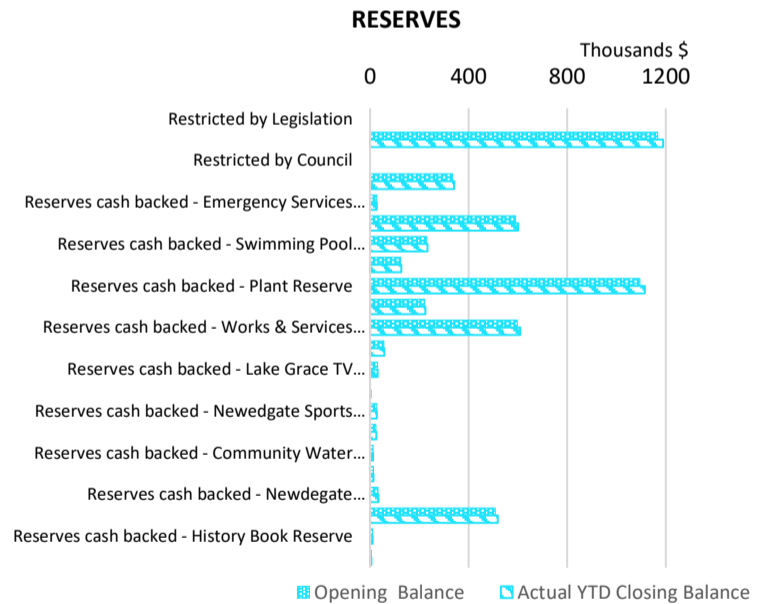 RESERVES
Thousands $
0 400 800 1200
Restricted by Legislation
Restricted by Council
Reserves cash backed - Emergency Services...
Reserves cash backed - Swimming Pool...
Reserves cash backed - Plant Reserve
Reserves cash backed - Works & Services...
Reserves cash backed - Lake Grace TV...
Reserves cash backed - Newedgate Sports...
Reserves cash backed - Community Water...
Reserves cash backed - Newdegate...
Reserves cash backed - History Book Reserve
Opening Balance Actual YTD Closing Balance